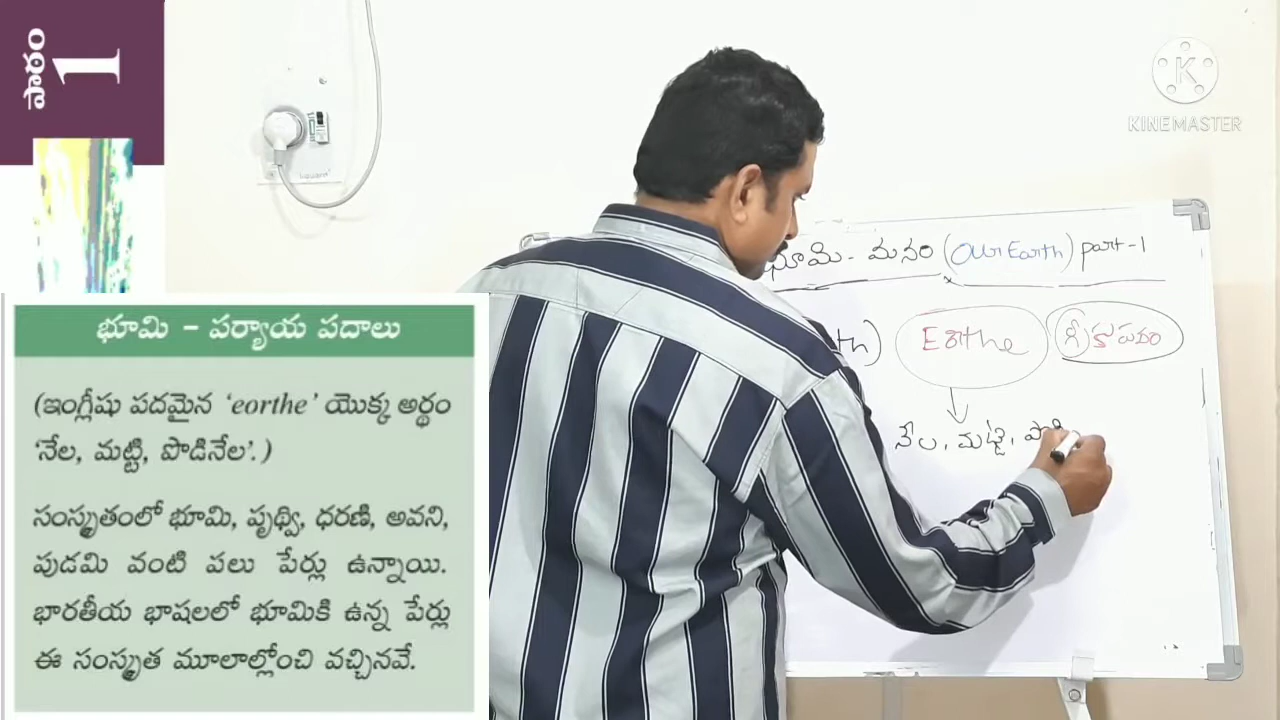 పాఠం
1
KINEMASTER
భూమి - మనం (Our Earth) part-1
th) Earthe గ్రీకు పదం
నేల, మట్టి, పొడి
భూమి – పర్యాయ పదాలు
(ఇంగ్లీషు పదమైన ‘eorthe’ యొక్క అర్థం
‘నేల, మట్టి, పొడినేల’.)
సంస్కృతంలో భూమి, పృథ్వి, ధరణి, అవని,
పుడమి వంటి పలు పేర్లు ఉన్నాయి.
భారతీయ భాషలలో భూమికి ఉన్న పేర్లు
ఈ సంస్కృత మూలాల్లోంచి వచ్చినవే.